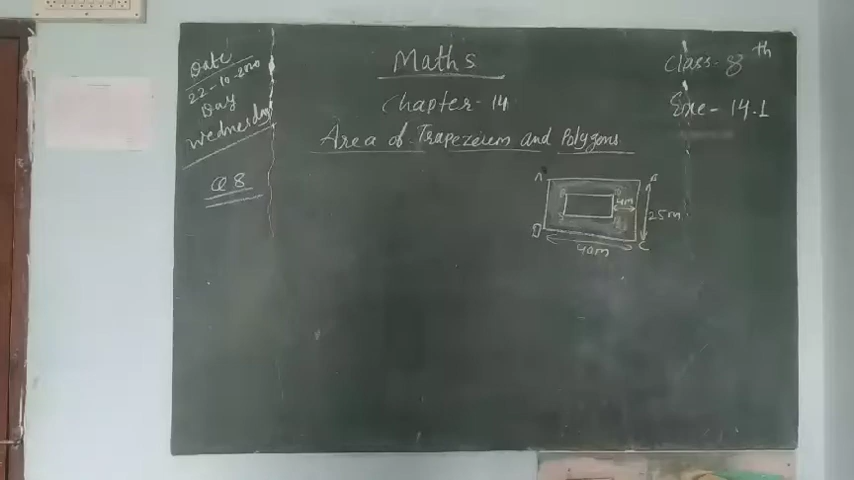 Date
22-10-2020
Day
Wednesday
Q 8
Maths
Chapter-14
Area of Trapezeium and Polygons
Class-8th
Exe-14.1
A
B
4m
25m
D
C
40m